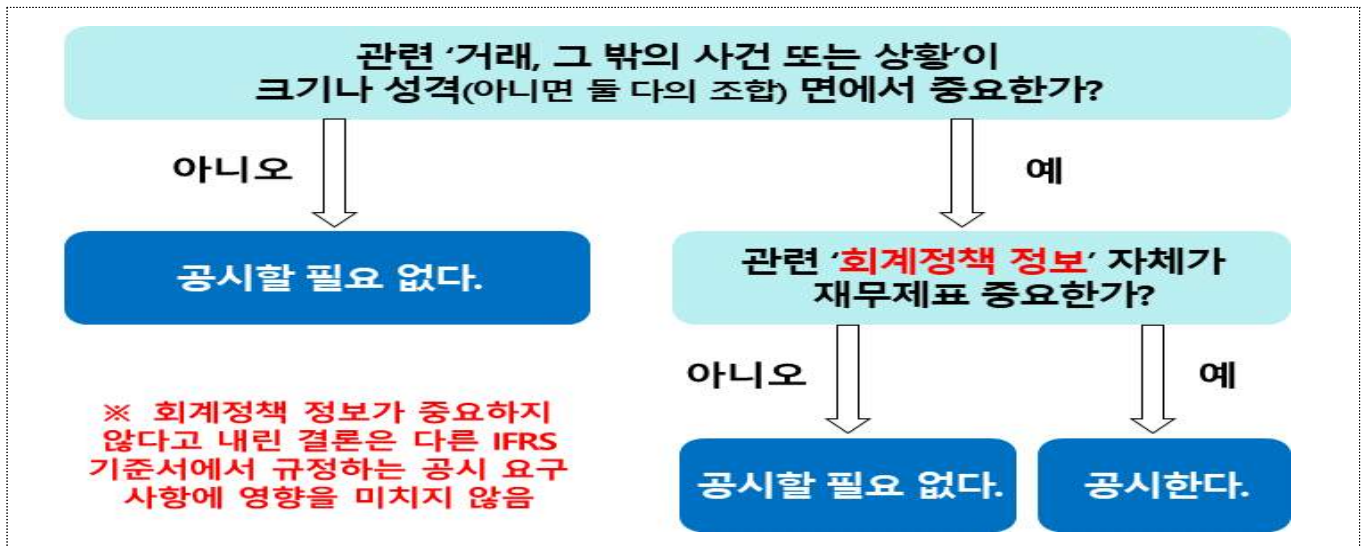 관련 ‘거래, 그 밖의 사건 또는 상황’이
크기나 성격(아니면 둘 다의 조합) 면에서 중요한가?
아니오
예
공시할 필요 없다.
관련 ‘회계정책 정보’ 자체가
재무제표 중요한가?
아니오
예
※ 회계정책 정보가 중요하지
않다고 내린 결론은 다른 IFRS
기준서에서 규정하는 공시 요구
사항에 영향을 미치지 않음
공시할 필요 없다.
공시한다.